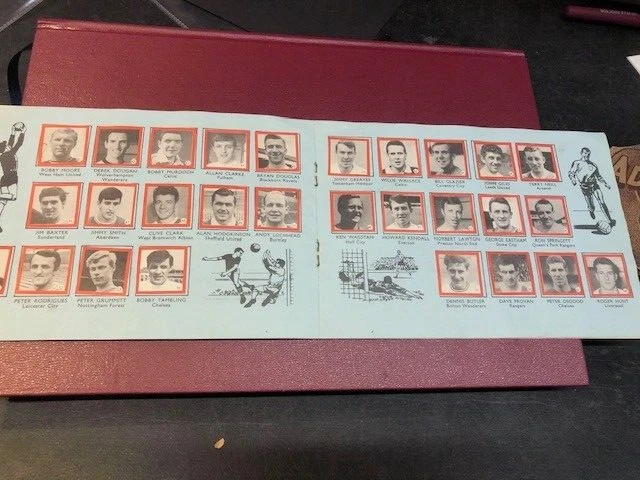 BOBBY MOORE
West Ham United
DEREK DOUGAN
Wolverhampton
Wanderers
BOBBY MURDOCH
Celtic
ALLAN CLARKE
Fulham
BRYAN DOUGLAS
Blackburn Rovers
JIM BAXTER
Sunderland
JIMMY SMITH
Aberdeen
CLIVE CLARK
West Bromwich Albion
ALAN HODGKINSON
Sheffield United
ANDY LOCHHEAD
Burnley
PETER RODRIGUES
Leicester City
PETER GRUMMITT
Nottingham Forest
BOBBY TAMBLING
Chelsea
JIMMY GREAVES
Tottenham Hotspur
WILLIE WALLACE
Celtic
BILL GLAZIER
Coventry City
JOHNNY GILES
Leeds United
TERRY NEILL
Arsenal
KEN WAGSTAFF
Hull City
HOWARD KENDALL
Everton
NORBERT LAWTON
Preston North End
GEORGE EASTHAM
Stoke City
RON SPRINGETT
Queen's Park Rangers
DENNIS BUTLER
Bolton Wanderers
DAVE PROVAN
Rangers
PETER OSGOOD
Chelsea
ROGER HUNT
Liverpool